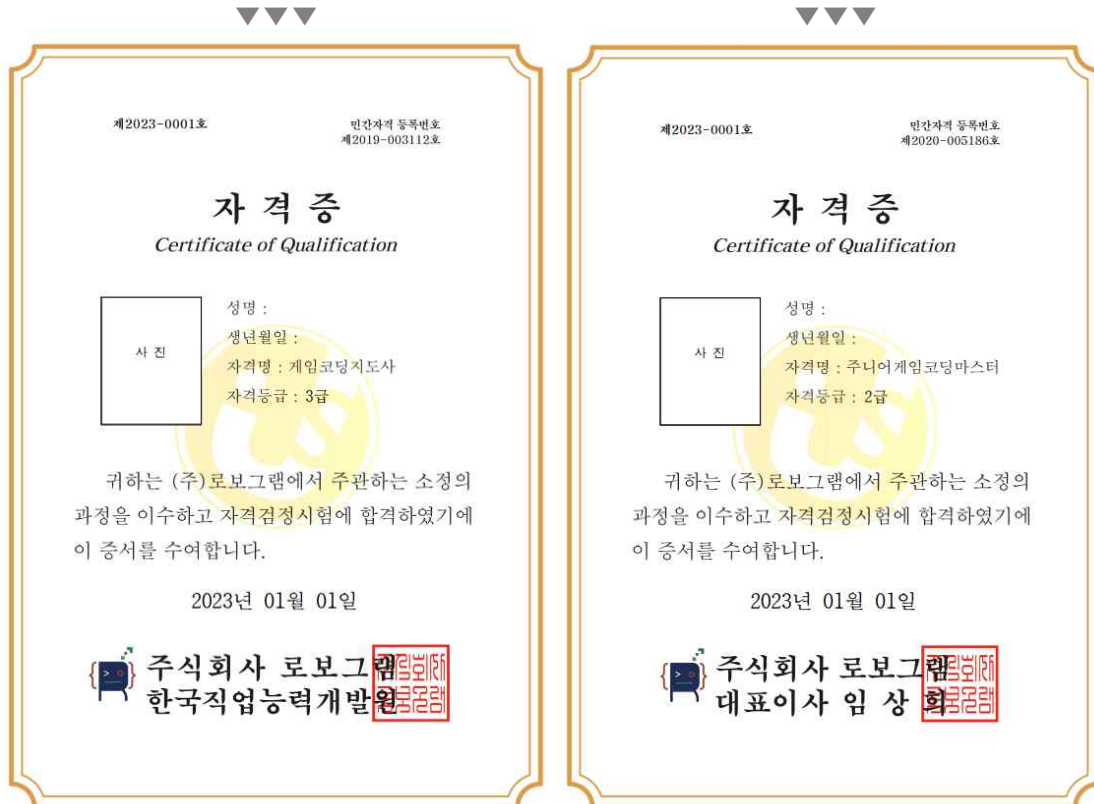 제2023-0001호
민간자격 등록번호
제2019-003112호
자 격 증
Certificate of Qualification
사 진
성명 :
생년월일 :
자격명 : 게임코딩지도사
자격등급 : 3급
귀하는 (주)로보그램에서 주관하는 소정의
과정을 이수하고 자격검정시험에 합격하였기에
이 증서를 수여합니다.
2023년 01월 01일
주식회사 로보그램
한국직업능력개발원
제2023-0001호
민간자격 등록번호
제2020-005186호
자 격 증
Certificate of Qualification
사 진
성명 :
생년월일 :
자격명 : 주니어게임코딩마스터
자격등급 : 2급
귀하는 (주)로보그램에서 주관하는 소정의
과정을 이수하고 자격검정시험에 합격하였기에
이 증서를 수여합니다.
2023년 01월 01일
주식회사 로보그램
대표이사 임 상 희